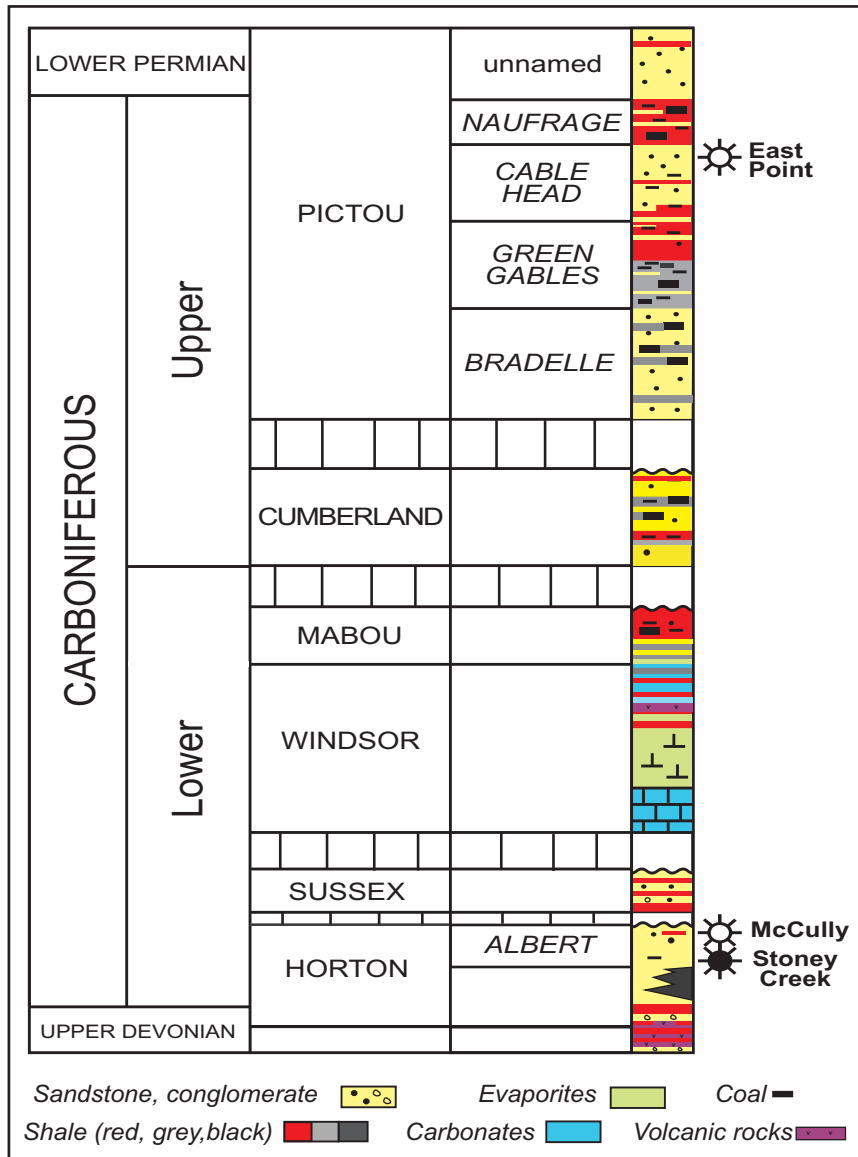 LOWER PERMIAN
CARBONIFEROUS
Upper
Lower
UPPER DEVONIAN
PICTOU
CUMBERLAND
MABOU
WINDSOR
SUSSEX
HORTON
unnamed
NAUFRAGE
CABLE
HEAD
GREEN
GABLES
BRADELLE
ALBERT
East
Point
McCully
Stoney
Creek
Sandstone, conglomerate
Evaporites
Coal
Shale (red, grey,black)
Carbonates
Volcanic rocks